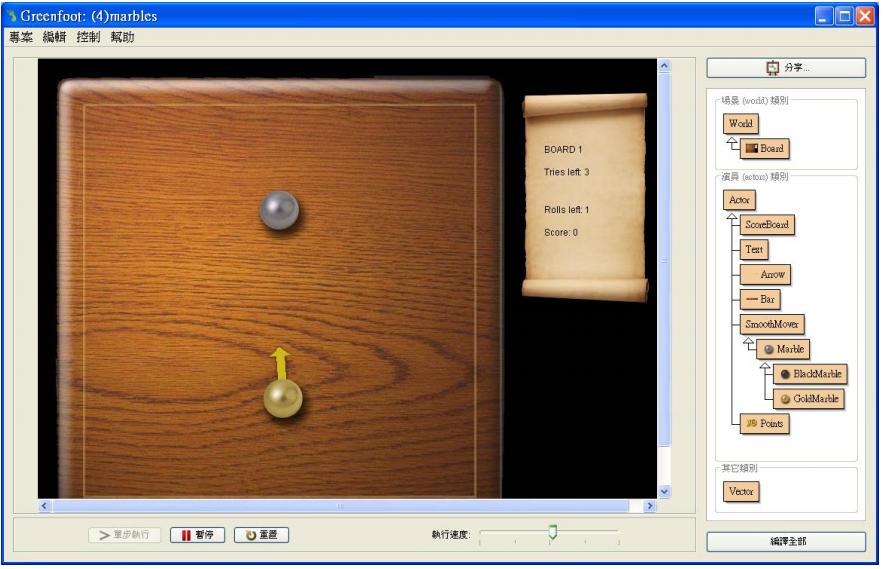 Greenfoot: (4)marbles
專案 編輯 控制 幫助
分享...
場景 (world) 類別
World
Board
演員 (actors) 類別
Actor
ScoreBoard
Text
Arrow
Bar
SmoothMover
Marble
BlackMarble
GoldMarble
Points
其它類別
Vector
編譯全部
BOARD 1
Tries left: 3
Rolls left: 1
Score: 0
單步執行 暫停 重置 執行速度: